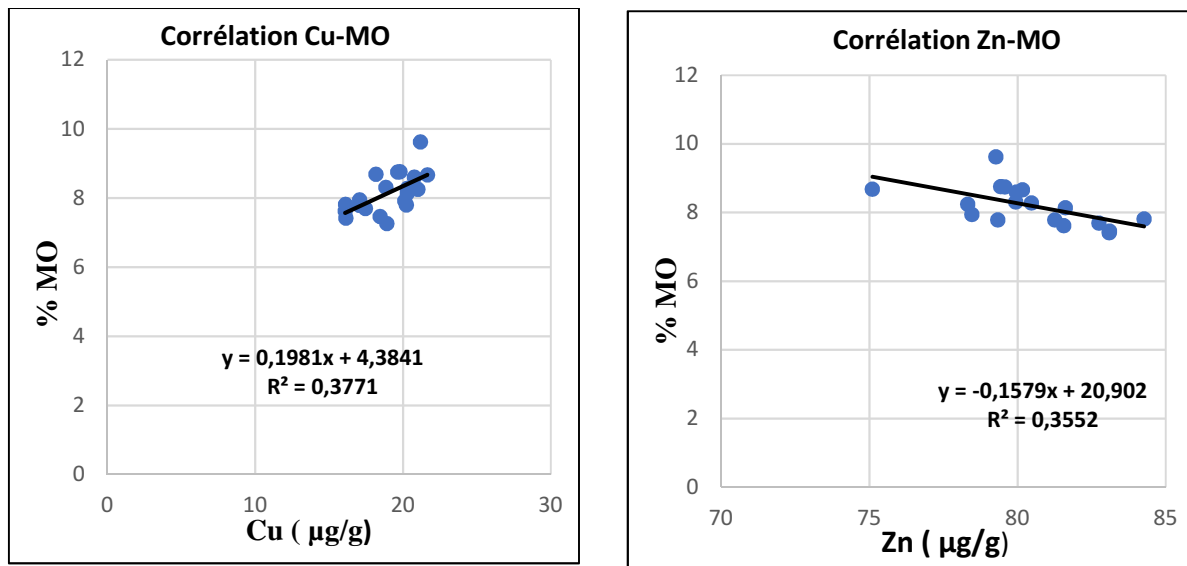 Corrélation Cu-MO
12
10
8
6
4
2
0
% MO
y = 0,1981x + 4,3841
R² = 0,3771
0 10 20 30
Cu ( µg/g)
Corrélation Zn-MO
12
10
8
6
4
2
0
% MO
y = -0,1579x + 20,902
R² = 0,3552
70 75 80 85
Zn ( µg/g)